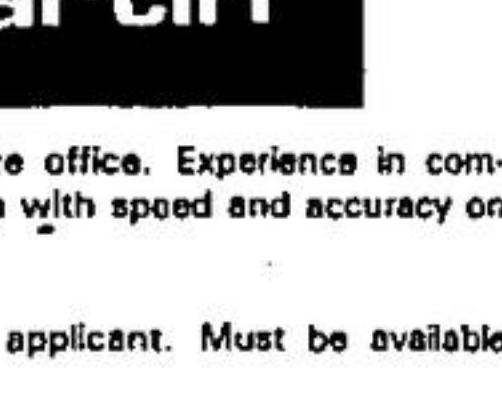 office. Experience in com-
with speed and accuracy on
applicant. Must be available